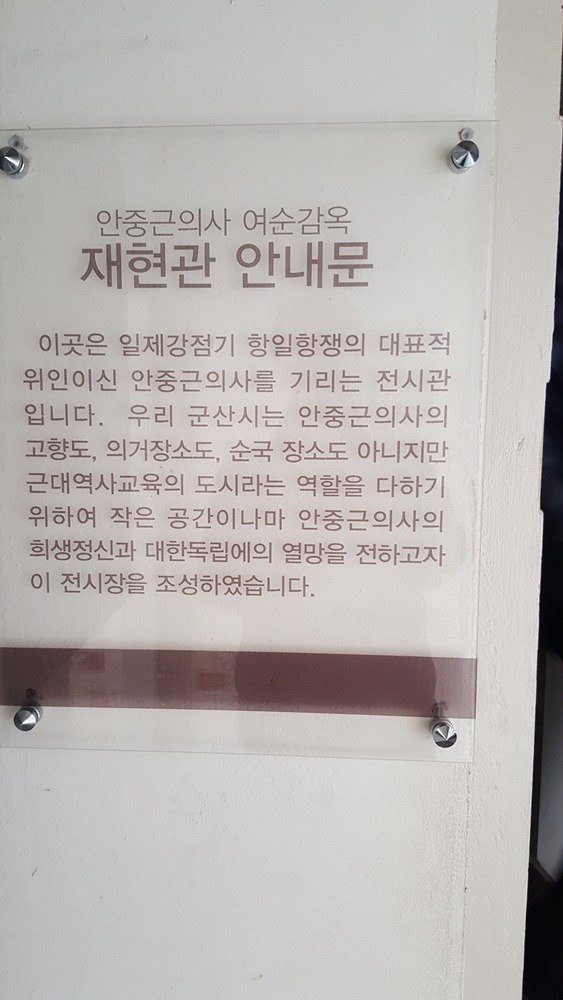 안중근의사 여순감옥
재현관 안내문
이곳은 일제강점기 항일항쟁의 대표적
위인이신 안중근의사를 기리는 전시관
입니다. 우리 군산시는 안중근의사의
고향도, 의거장소도, 순국 장소도 아니지만
근대역사교육의 도시라는 역할을 다하기
위하여 작은 공간이나마 안중근의사의
희생정신과 대한독립에의 열망을 전하고자
이 전시장을 조성하였습니다.